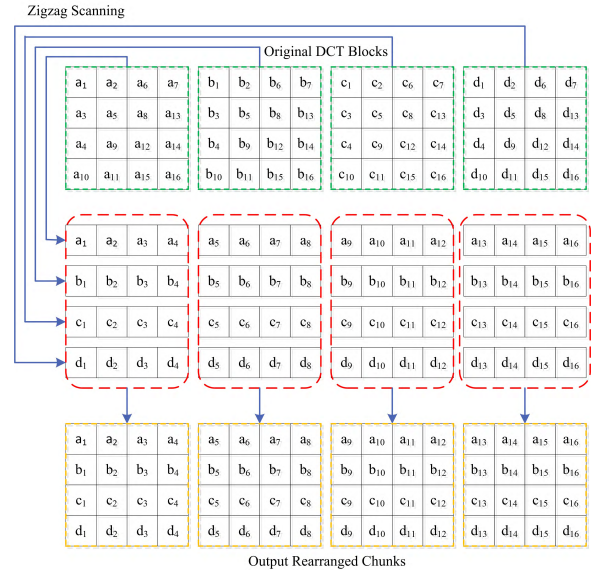 Zigzag Scanning
Original DCT Blocks
a₁ a₂ a₆ a₇ b₁ b₂ b₆ b₇ c₁ c₂ c₆ c₇ d₁ d₂ d₆ d₇
a₃ a₅ a₈ a₁₃ b₃ b₅ b₈ b₁₃ c₃ c₅ c₈ c₁₃ d₃ d₅ d₈ d₁₃
a₄ a₉ a₁₂ a₁₄ b₄ b₉ b₁₂ b₁₄ c₄ c₉ c₁₂ c₁₄ d₄ d₉ d₁₂ d₁₄
a₁₀ a₁₁ a₁₅ a₁₆ b₁₀ b₁₁ b₁₅ b₁₆ c₁₀ c₁₁ c₁₅ c₁₆ d₁₀ d₁₁ d₁₅ d₁₆
a₁ a₂ a₃ a₄ a₅ a₆ a₇ a₈ a₉ a₁₀ a₁₁ a₁₂ a₁₃ a₁₄ a₁₅ a₁₆
b₁ b₂ b₃ b₄ b₅ b₆ b₇ b₈ b₉ b₁₀ b₁₁ b₁₂ b₁₃ b₁₄ b₁₅ b₁₆
c₁ c₂ c₃ c₄ c₅ c₆ c₇ c₈ c₉ c₁₀ c₁₁ c₁₂ c₁₃ c₁₄ c₁₅ c₁₆
d₁ d₂ d₃ d₄ d₅ d₆ d₇ d₈ d₉ d₁₀ d₁₁ d₁₂ d₁₃ d₁₄ d₁₅ d₁₆
a₁ a₂ a₃ a₄ a₅ a₆ a₇ a₈ a₉ a₁₀ a₁₁ a₁₂ a₁₃ a₁₄ a₁₅ a₁₆
b₁ b₂ b₃ b₄ b₅ b₆ b₇ b₈ b₉ b₁₀ b₁₁ b₁₂ b₁₃ b₁₄ b₁₅ b₁₆
c₁ c₂ c₃ c₄ c₅ c₆ c₇ c₈ c₉ c₁₀ c₁₁ c₁₂ c₁₃ c₁₄ c₁₅ c₁₆
d₁ d₂ d₃ d₄ d₅ d₆ d₇ d₈ d₉ d₁₀ d₁₁ d₁₂ d₁₃ d₁₄ d₁₅ d₁₆
Output Rearranged Chunks